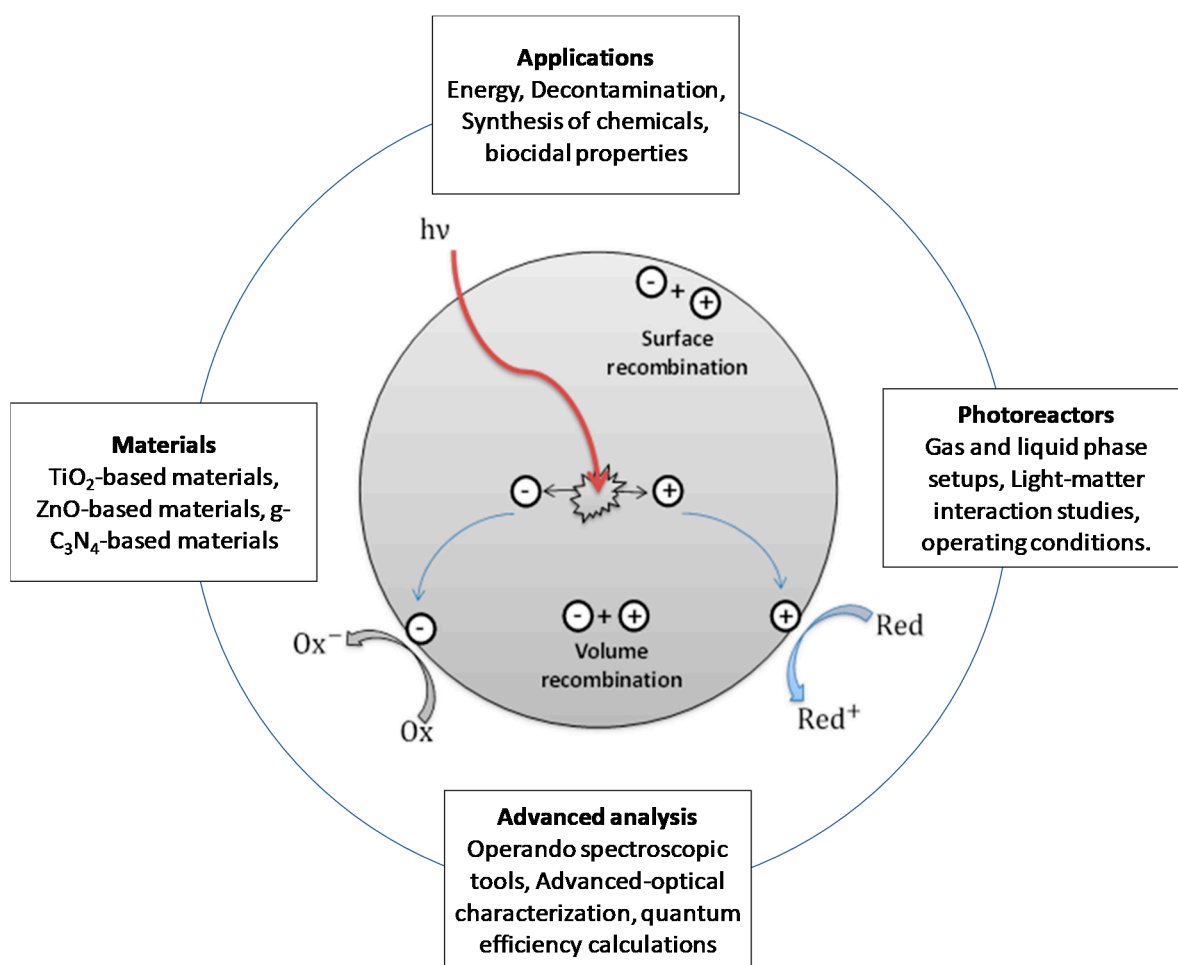 Applications
Energy, Decontamination,
Synthesis of chemicals,
biocidal properties
hν
- + +
Surface
recombination
Materials
TiO₂-based materials,
ZnO-based materials, g-
C₃N₄-based materials
Photoreactors
Gas and liquid phase
setups, Light-matter
interaction studies,
operating conditions.
- +
- - + + +
Volume
recombination
Ox⁻
Ox
Red
Red⁺
Advanced analysis
Operando spectroscopic
tools, Advanced-optical
characterization, quantum
efficiency calculations